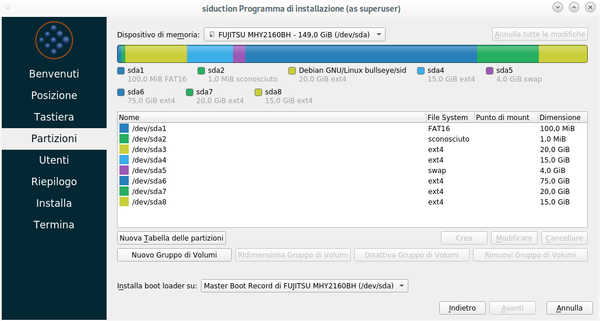 siduction Programma di installazione (as superuser)
Dispositivo di memoria: FUJITSU MHY2160BH - 149.0 GiB (/dev/sda) Annulla tutte le modifiche
Benvenuti
Posizione
Tastiera
Partizioni
Utenti
Riepilogo
Installa
Termina
sda1 sda2 Debian GNU/Linux bullseye/sid sda4 sda5
100,0 MiB FAT16 1,0 MiB sconosciuto 20,0 GiB ext4 15,0 GiB ext4 4,0 GiB swap
sda6 sda7 sda8
75,0 GiB ext4 20,0 GiB ext4 15,0 GiB ext4
Nome File System Punto di mount Dimensione
/dev/sda1 FAT16 100,0 MiB
/dev/sda2 sconosciuto 1,0 MiB
/dev/sda3 ext4 20,0 GiB
/dev/sda4 ext4 15,0 GiB
/dev/sda5 swap 4,0 GiB
/dev/sda6 ext4 75,0 GiB
/dev/sda7 ext4 20,0 GiB
/dev/sda8 ext4 15,0 GiB
Nuova Tabella delle partizioni Crea Modificare Cancellare
Nuovo Gruppo di Volumi Ridimensiona Gruppo di Volumi Disattiva Gruppo di Volumi Rimuovi Gruppo di Volumi
Installa boot loader su: Master Boot Record di FUJITSU MHY2160BH (/dev/sda)
Indietro Avanti Annulla